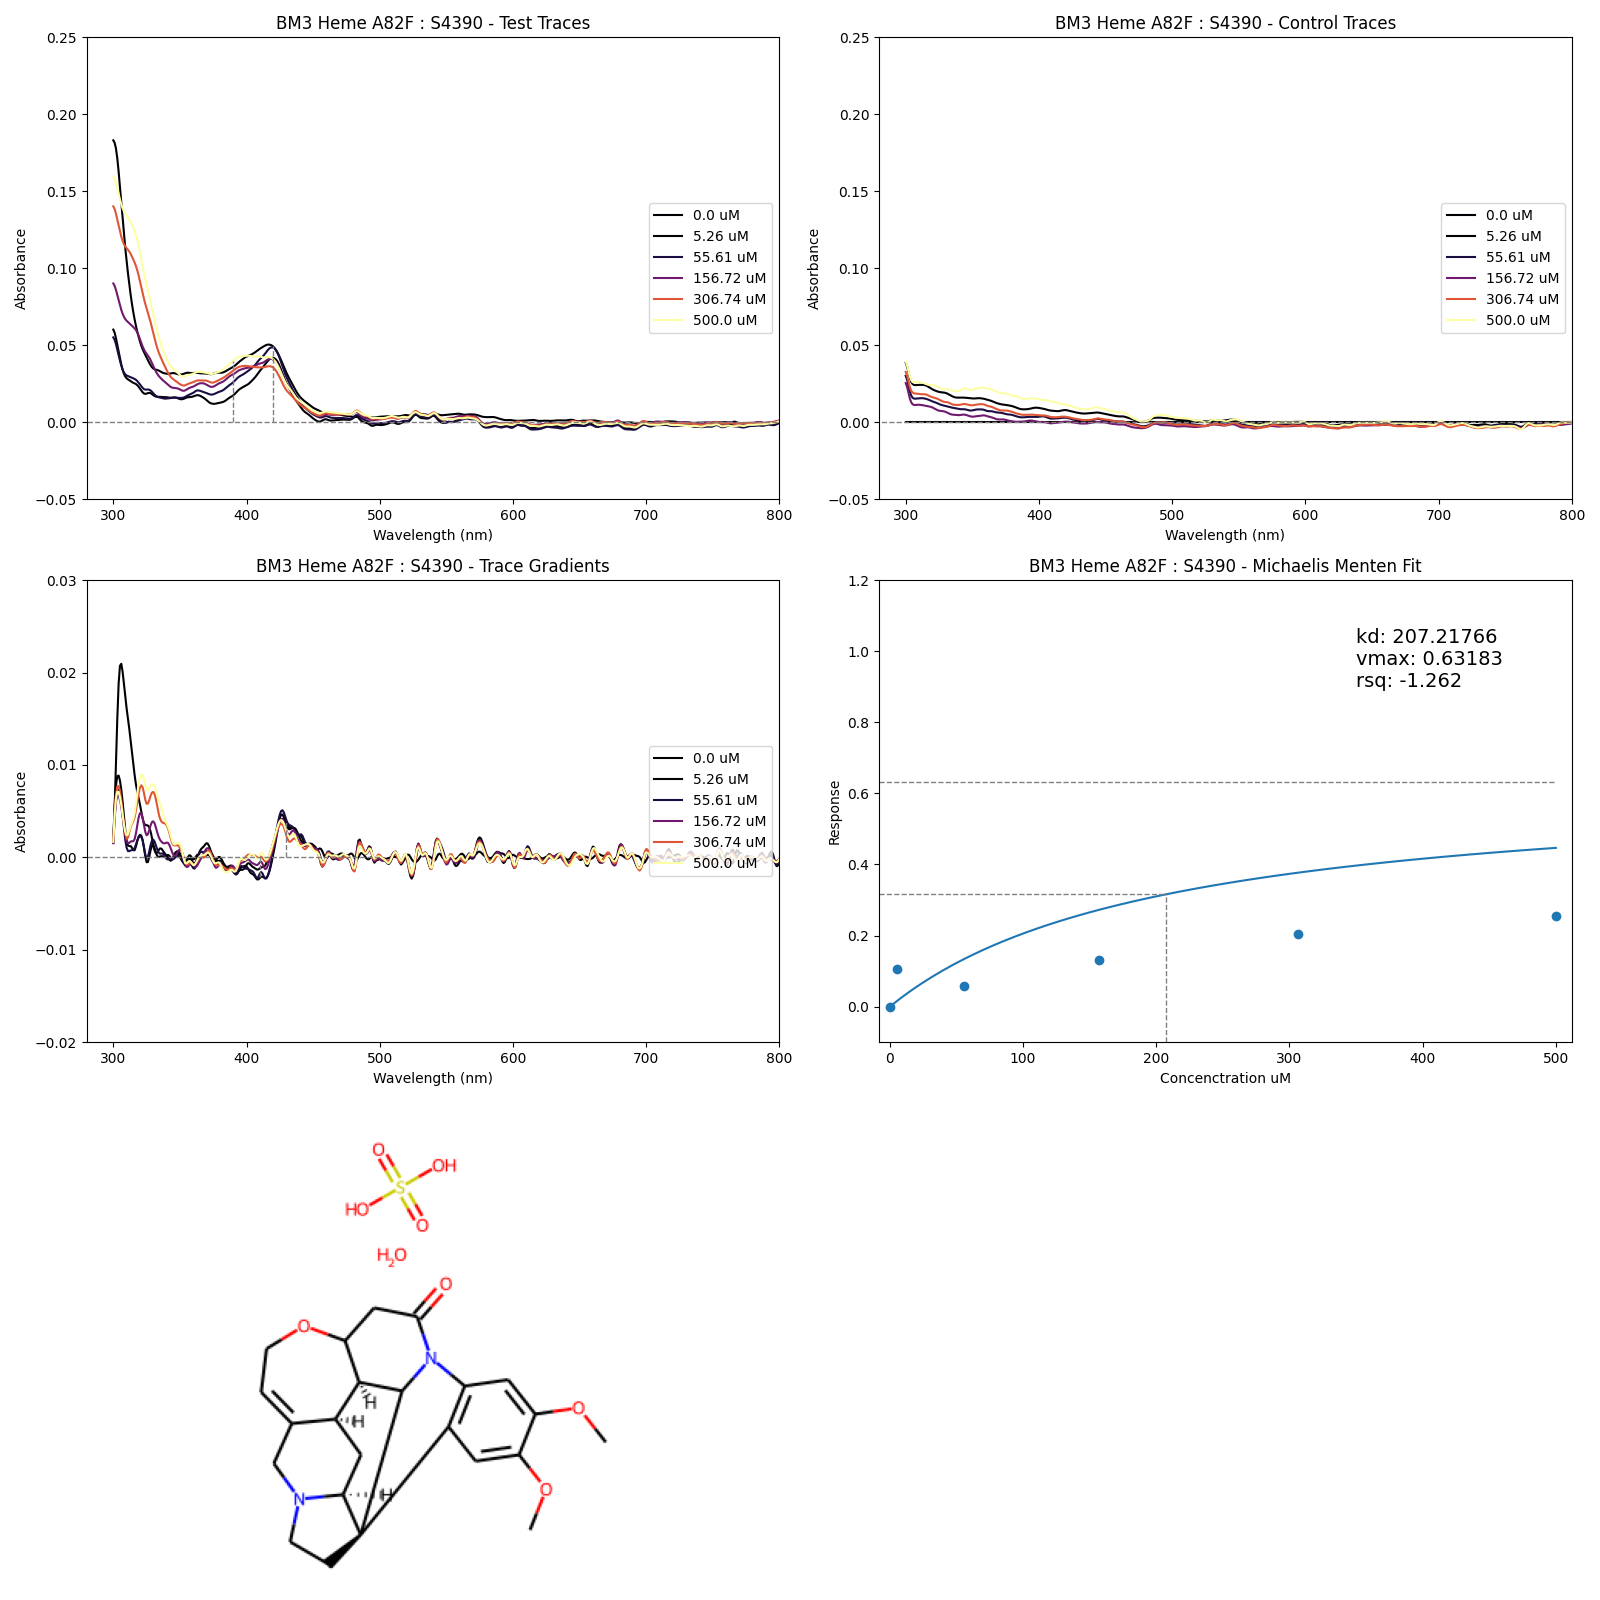 BM3 Heme A82F : S4390 - Test Traces
0.25
0.20
0.15
0.10
0.05
0.00
−0.05
Absorbance
300 400 500 600 700 800
Wavelength (nm)
0.0 uM
5.26 uM
55.61 uM
156.72 uM
306.74 uM
500.0 uM
BM3 Heme A82F : S4390 - Control Traces
0.25
0.20
0.15
0.10
0.05
0.00
−0.05
Absorbance
300 400 500 600 700 800
Wavelength (nm)
0.0 uM
5.26 uM
55.61 uM
156.72 uM
306.74 uM
500.0 uM
BM3 Heme A82F : S4390 - Trace Gradients
0.03
0.02
0.01
0.00
−0.01
−0.02
Absorbance
300 400 500 600 700 800
Wavelength (nm)
0.0 uM
5.26 uM
55.61 uM
156.72 uM
306.74 uM
500.0 uM
BM3 Heme A82F : S4390 - Michaelis Menten Fit
1.2
1.0
0.8
0.6
0.4
0.2
0.0
Response
0 100 200 300 400 500
Concenctration uM
kd: 207.21766
vmax: 0.63183
rsq: -1.262
O
OH
S
HO
O
H2O
O
O
N
H
H
O
N
H
O